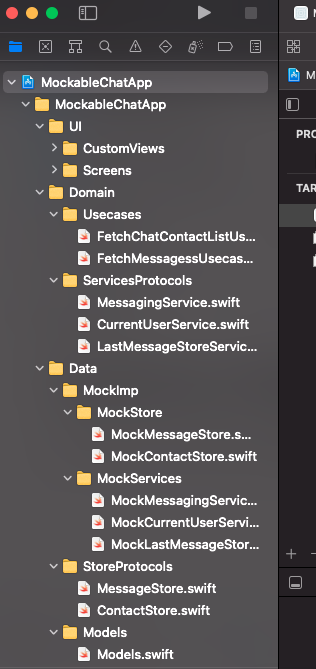 M
MockableChatApp
M
MockableChatApp
UI
CustomViews
PRO
Screens
Domain
TAR
Usecases
FetchChatContactListUs...
FetchMessagessUsecas...
ServicesProtocols
MessagingService.swift
CurrentUserService.swift
LastMessageStoreServic...
Data
MockImp
MockStore
MockMessageStore.s...
MockContactStore.swift
MockServices
MockMessagingServic...
MockCurrentUserServi...
MockLastMessageStor...
StoreProtocols
MessageStore.swift
ContactStore.swift
Models
Models.swift